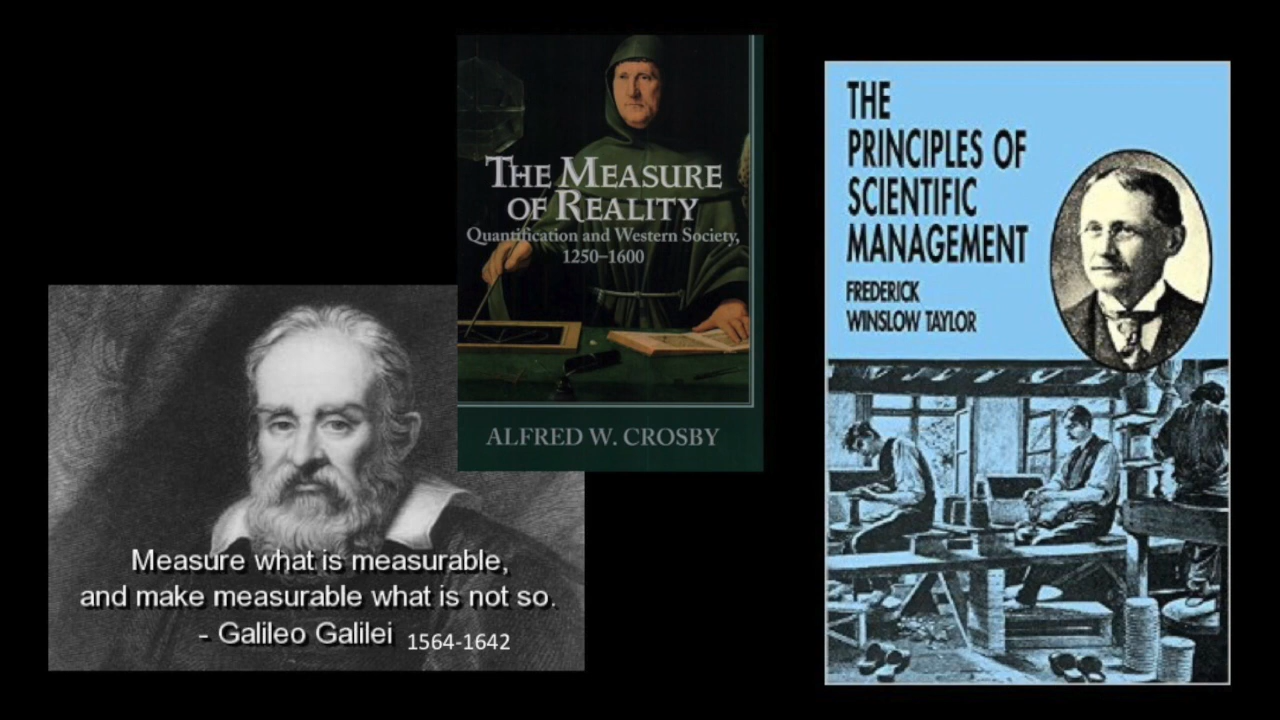 THE MEASURE
OF REALITY
Quantification and Western Society,
1250–1600
ALFRED W. CROSBY
Measure what is measurable,
and make measurable what is not so.
- Galileo Galilei 1564-1642
THE
PRINCIPLES OF
SCIENTIFIC
MANAGEMENT
FREDERICK
WINSLOW TAYLOR